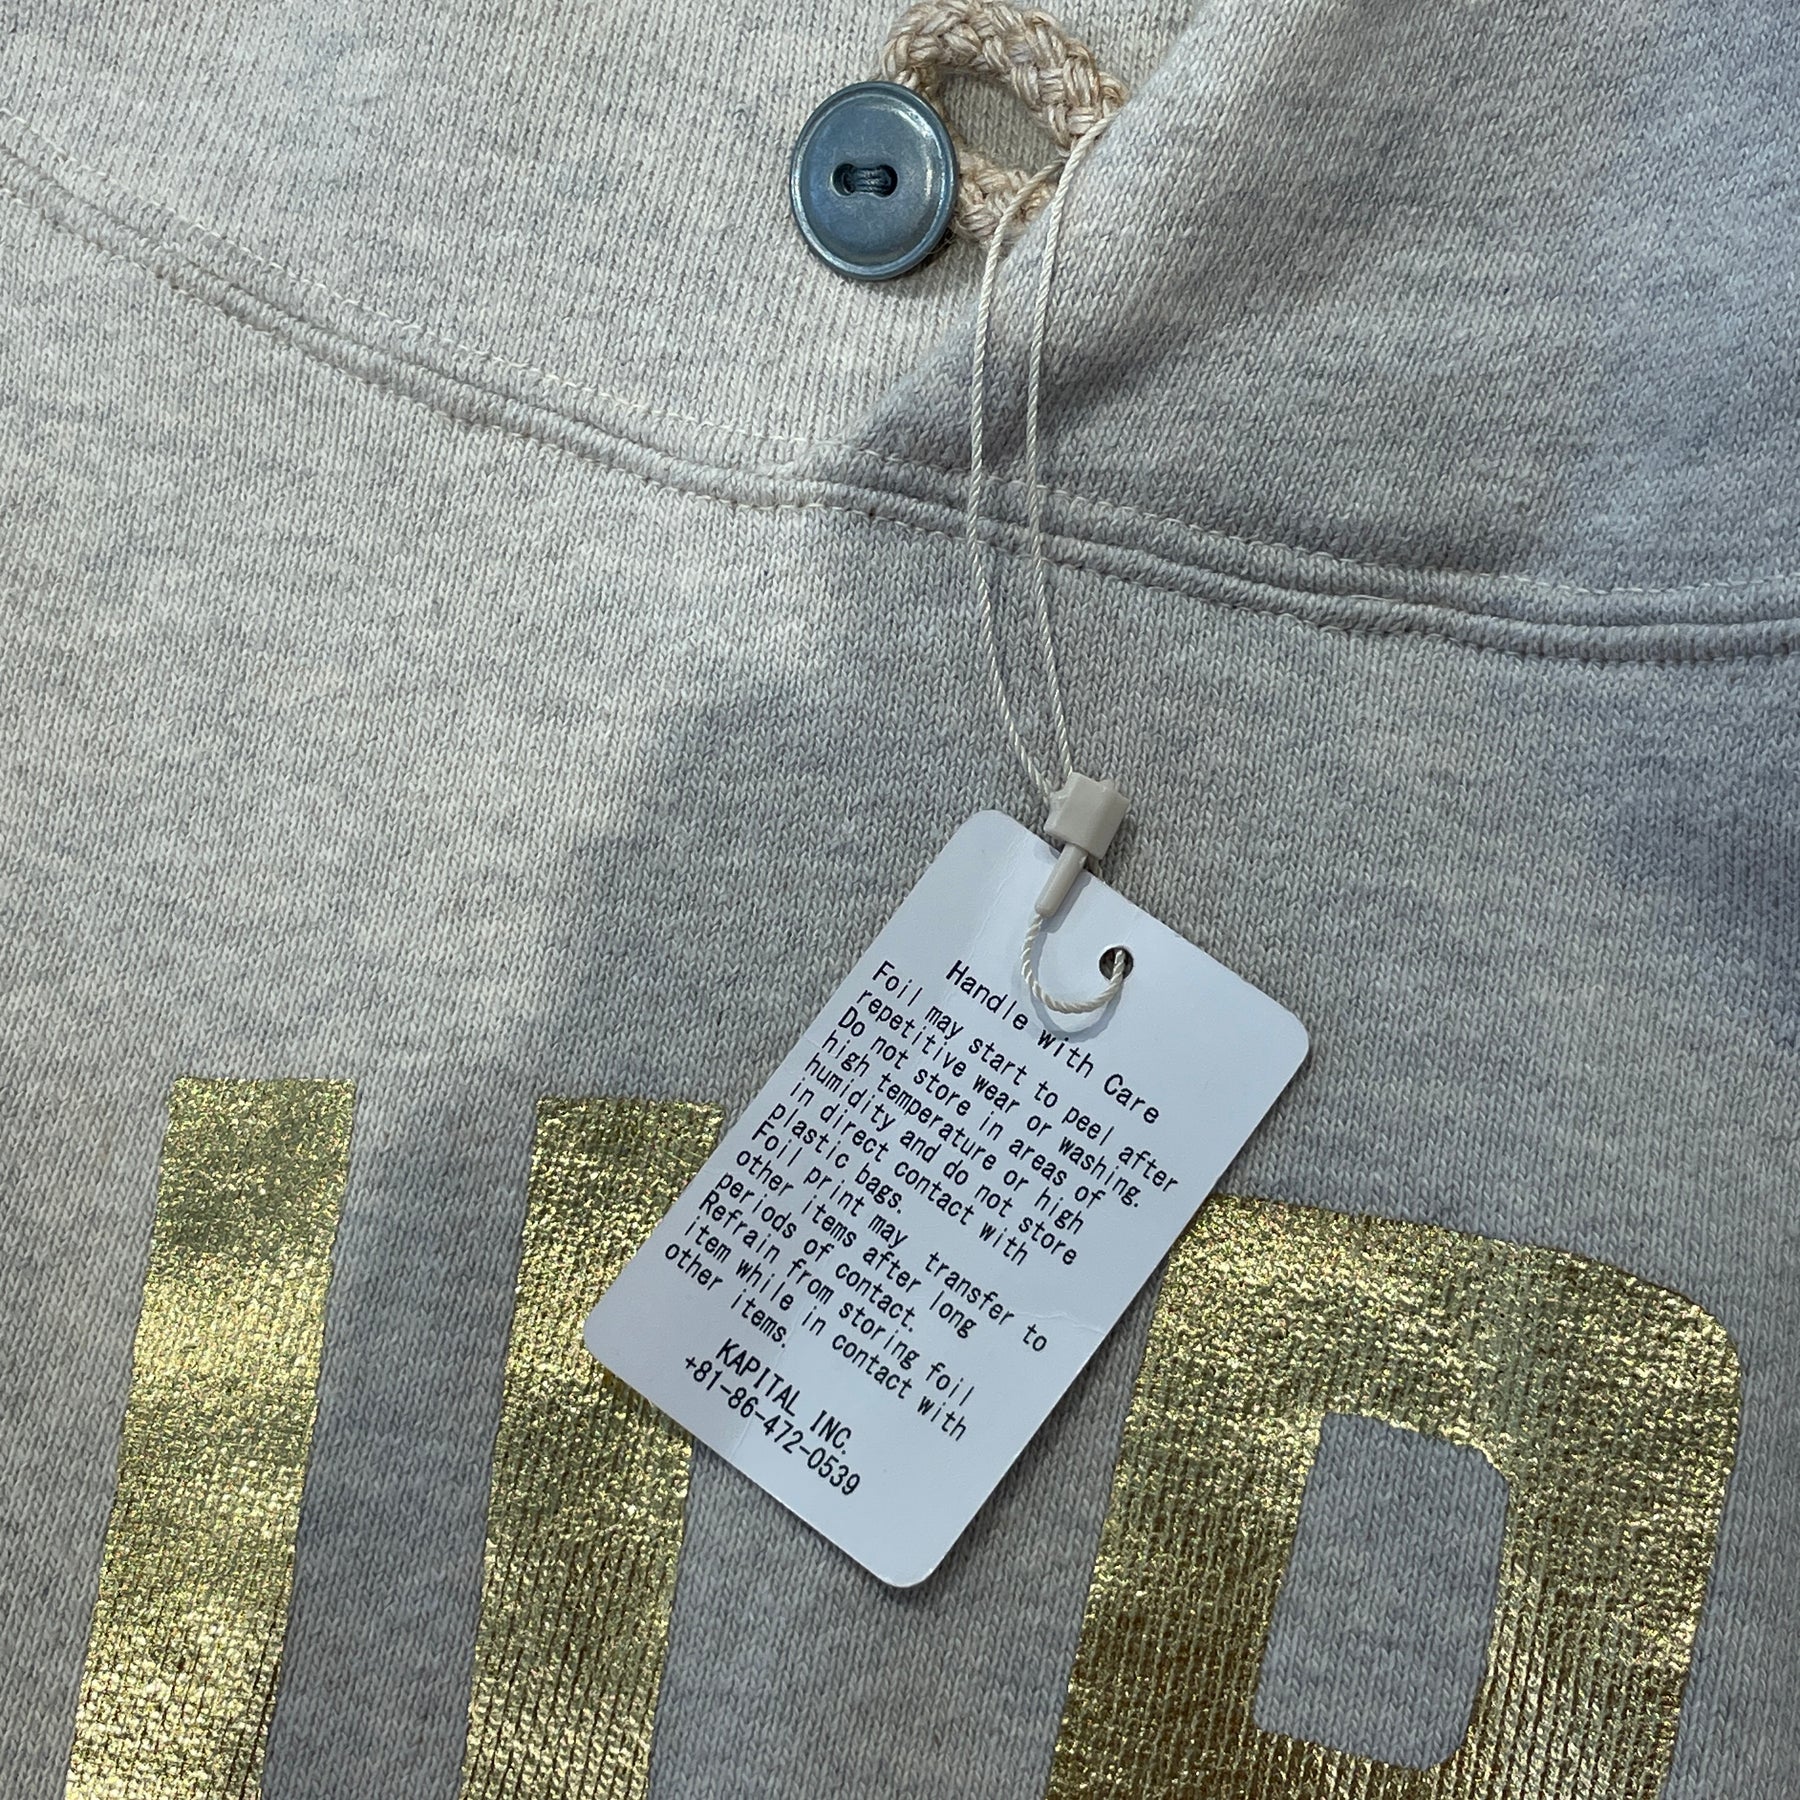 Handle with Care
Foil may start to peel after
repetitive wear or washing.
Do not store in areas of
high temperature or high
humidity and do not store
in direct contact with
plastic bags.
Foil print may transfer to
other items after long
periods of contact.
Refrain from storing foil
item while in contact with
other items.
KAPITAL INC.
+81-86-472-0539